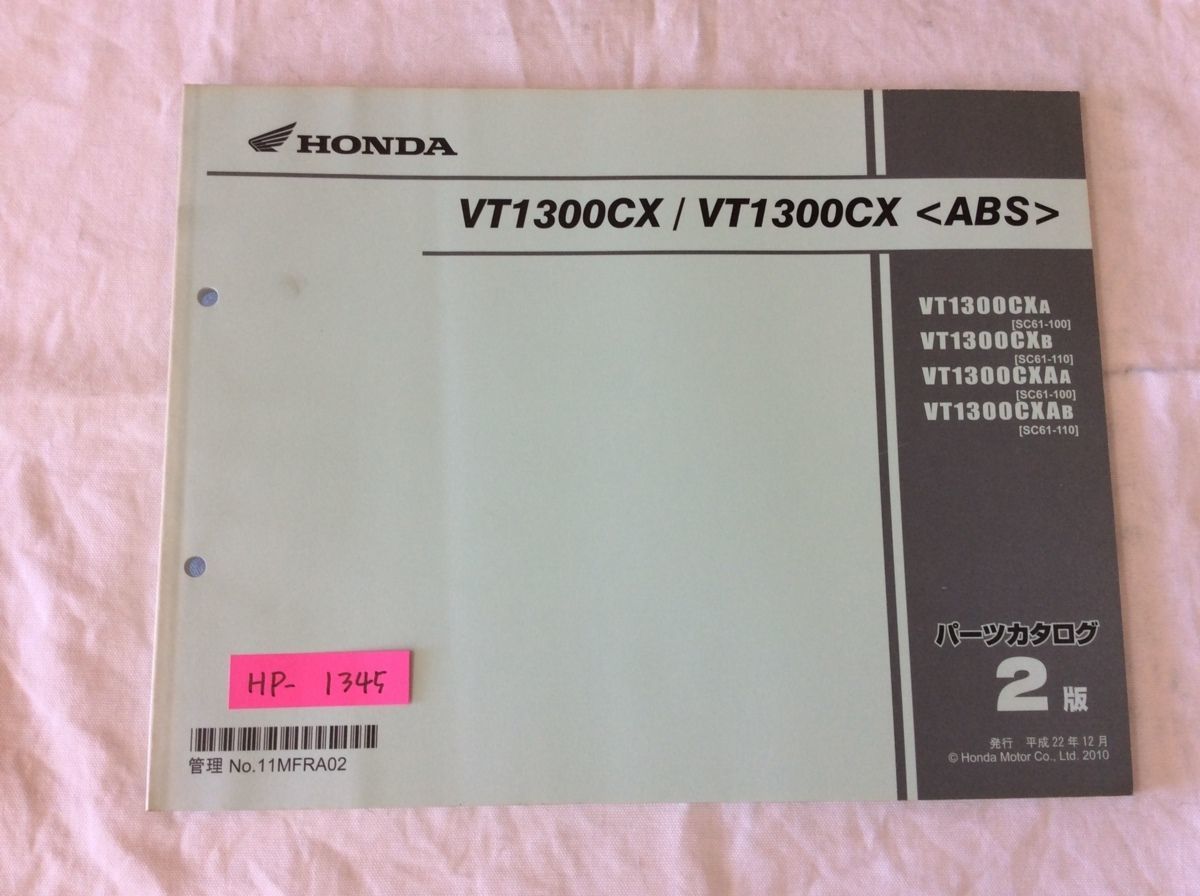 HONDA
VT1300CX / VT1300CX <ABS>
VT1300CXA
[SC61-100]
VT1300CXB
[SC61-110]
VT1300CXAA
[SC61-100]
VT1300CXAB
[SC61-110]
パーツカタログ
2版
発行 平成22年12月
© Honda Motor Co., Ltd. 2010
HP- 1345
管理 No.11MFRA02